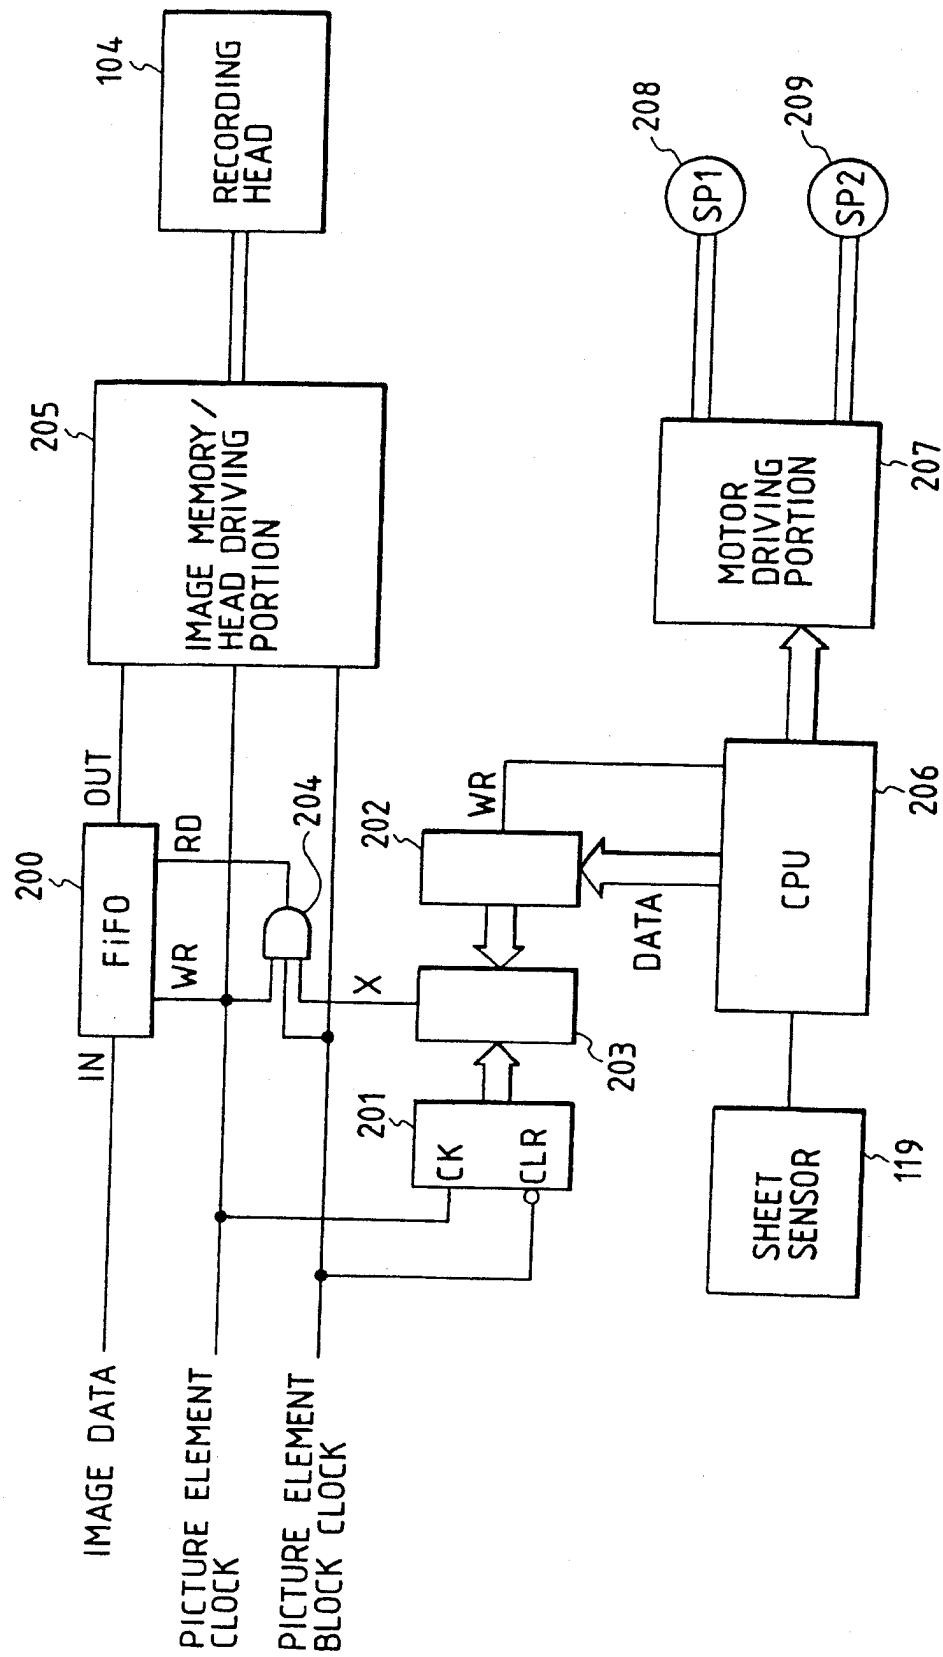 IMAGE DATA
IN
FiFO
200
OUT
WR
RD
PICTURE ELEMENT
CLOCK
PICTURE ELEMENT
BLOCK CLOCK
204
205
IMAGE MEMORY/
HEAD DRIVING
PORTION
104
RECORDING
HEAD
201
CK
CLR
X
203
202
WR
DATA
SHEET
SENSOR
119
CPU
206
MOTOR
DRIVING
PORTION
207
SP1
208
SP2
209